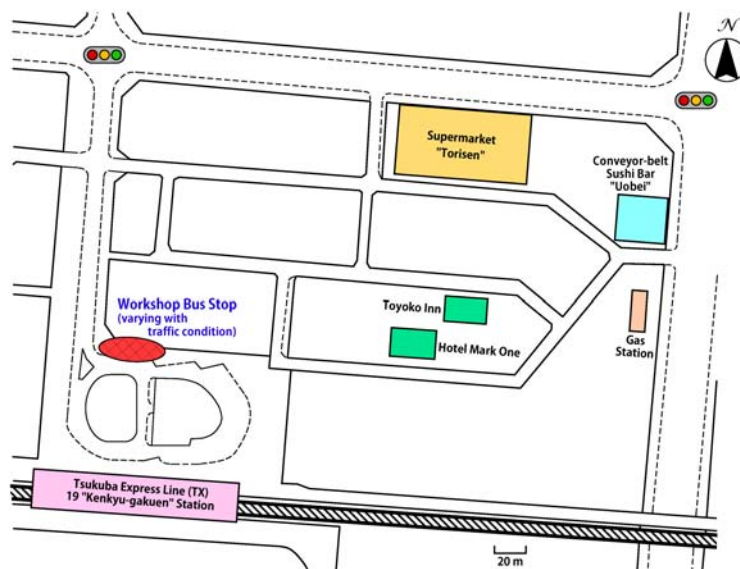 N
Supermarket
"Torisen"
Conveyor-belt
Sushi Bar
"Uobei"
Workshop Bus Stop
(varying with
traffic condition)
Toyoko Inn
Hotel Mark One
Gas
Station
Tsukuba Express Line (TX)
19 "Kenkyu-gakuen" Station
20 m